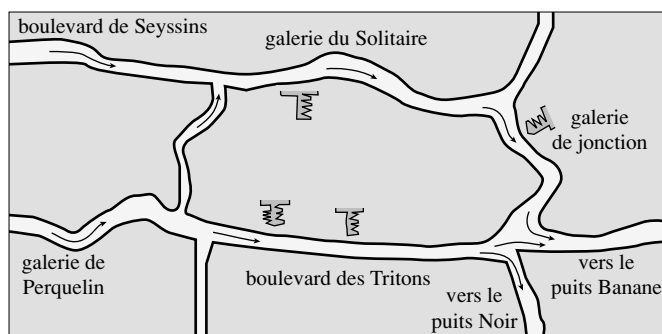 boulevard de Seyssins
galerie du Solitaire
galerie
de jonction
galerie de
Perquelin
boulevard des Tritons
vers le
puits Noir
vers le
puits Banane